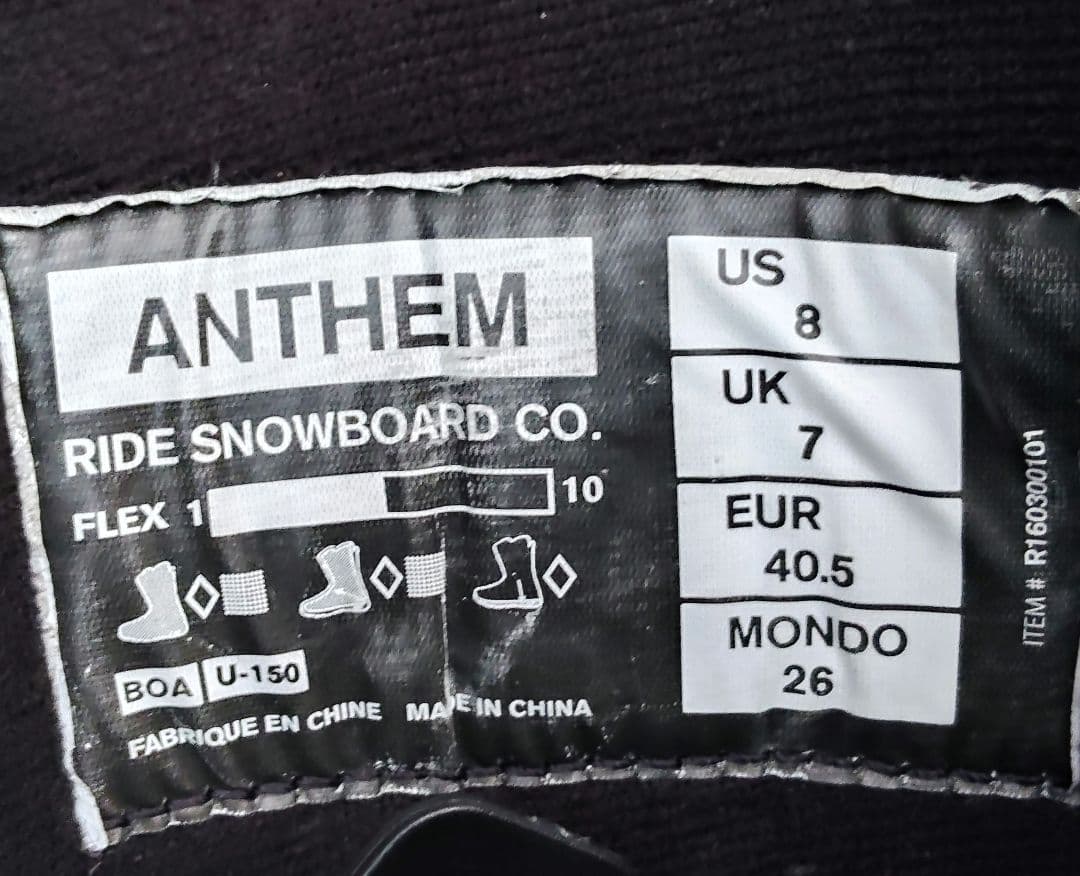 ANTHEM
RIDE SNOWBOARD CO.
FLEX 1 10
BOA U-150
FABRIQUE EN CHINE MADE IN CHINA
US
8
UK
7
EUR
40.5
MONDO
26
ITEM # R160300101